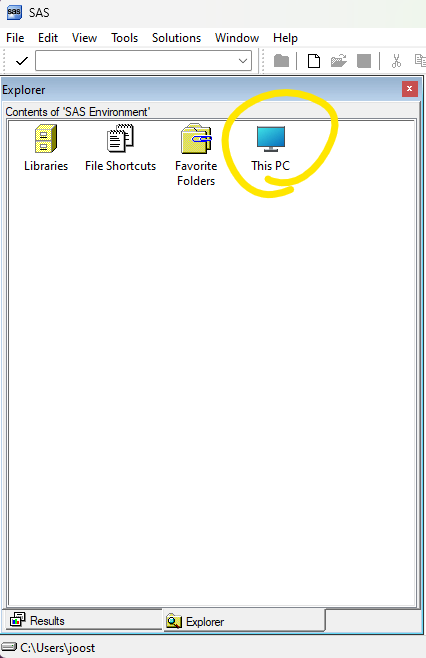 sas SAS
File Edit View Tools Solutions Window Help
Explorer
Contents of 'SAS Environment'
Libraries File Shortcuts Favorite Folders This PC
Results Explorer
C:\Users\joost